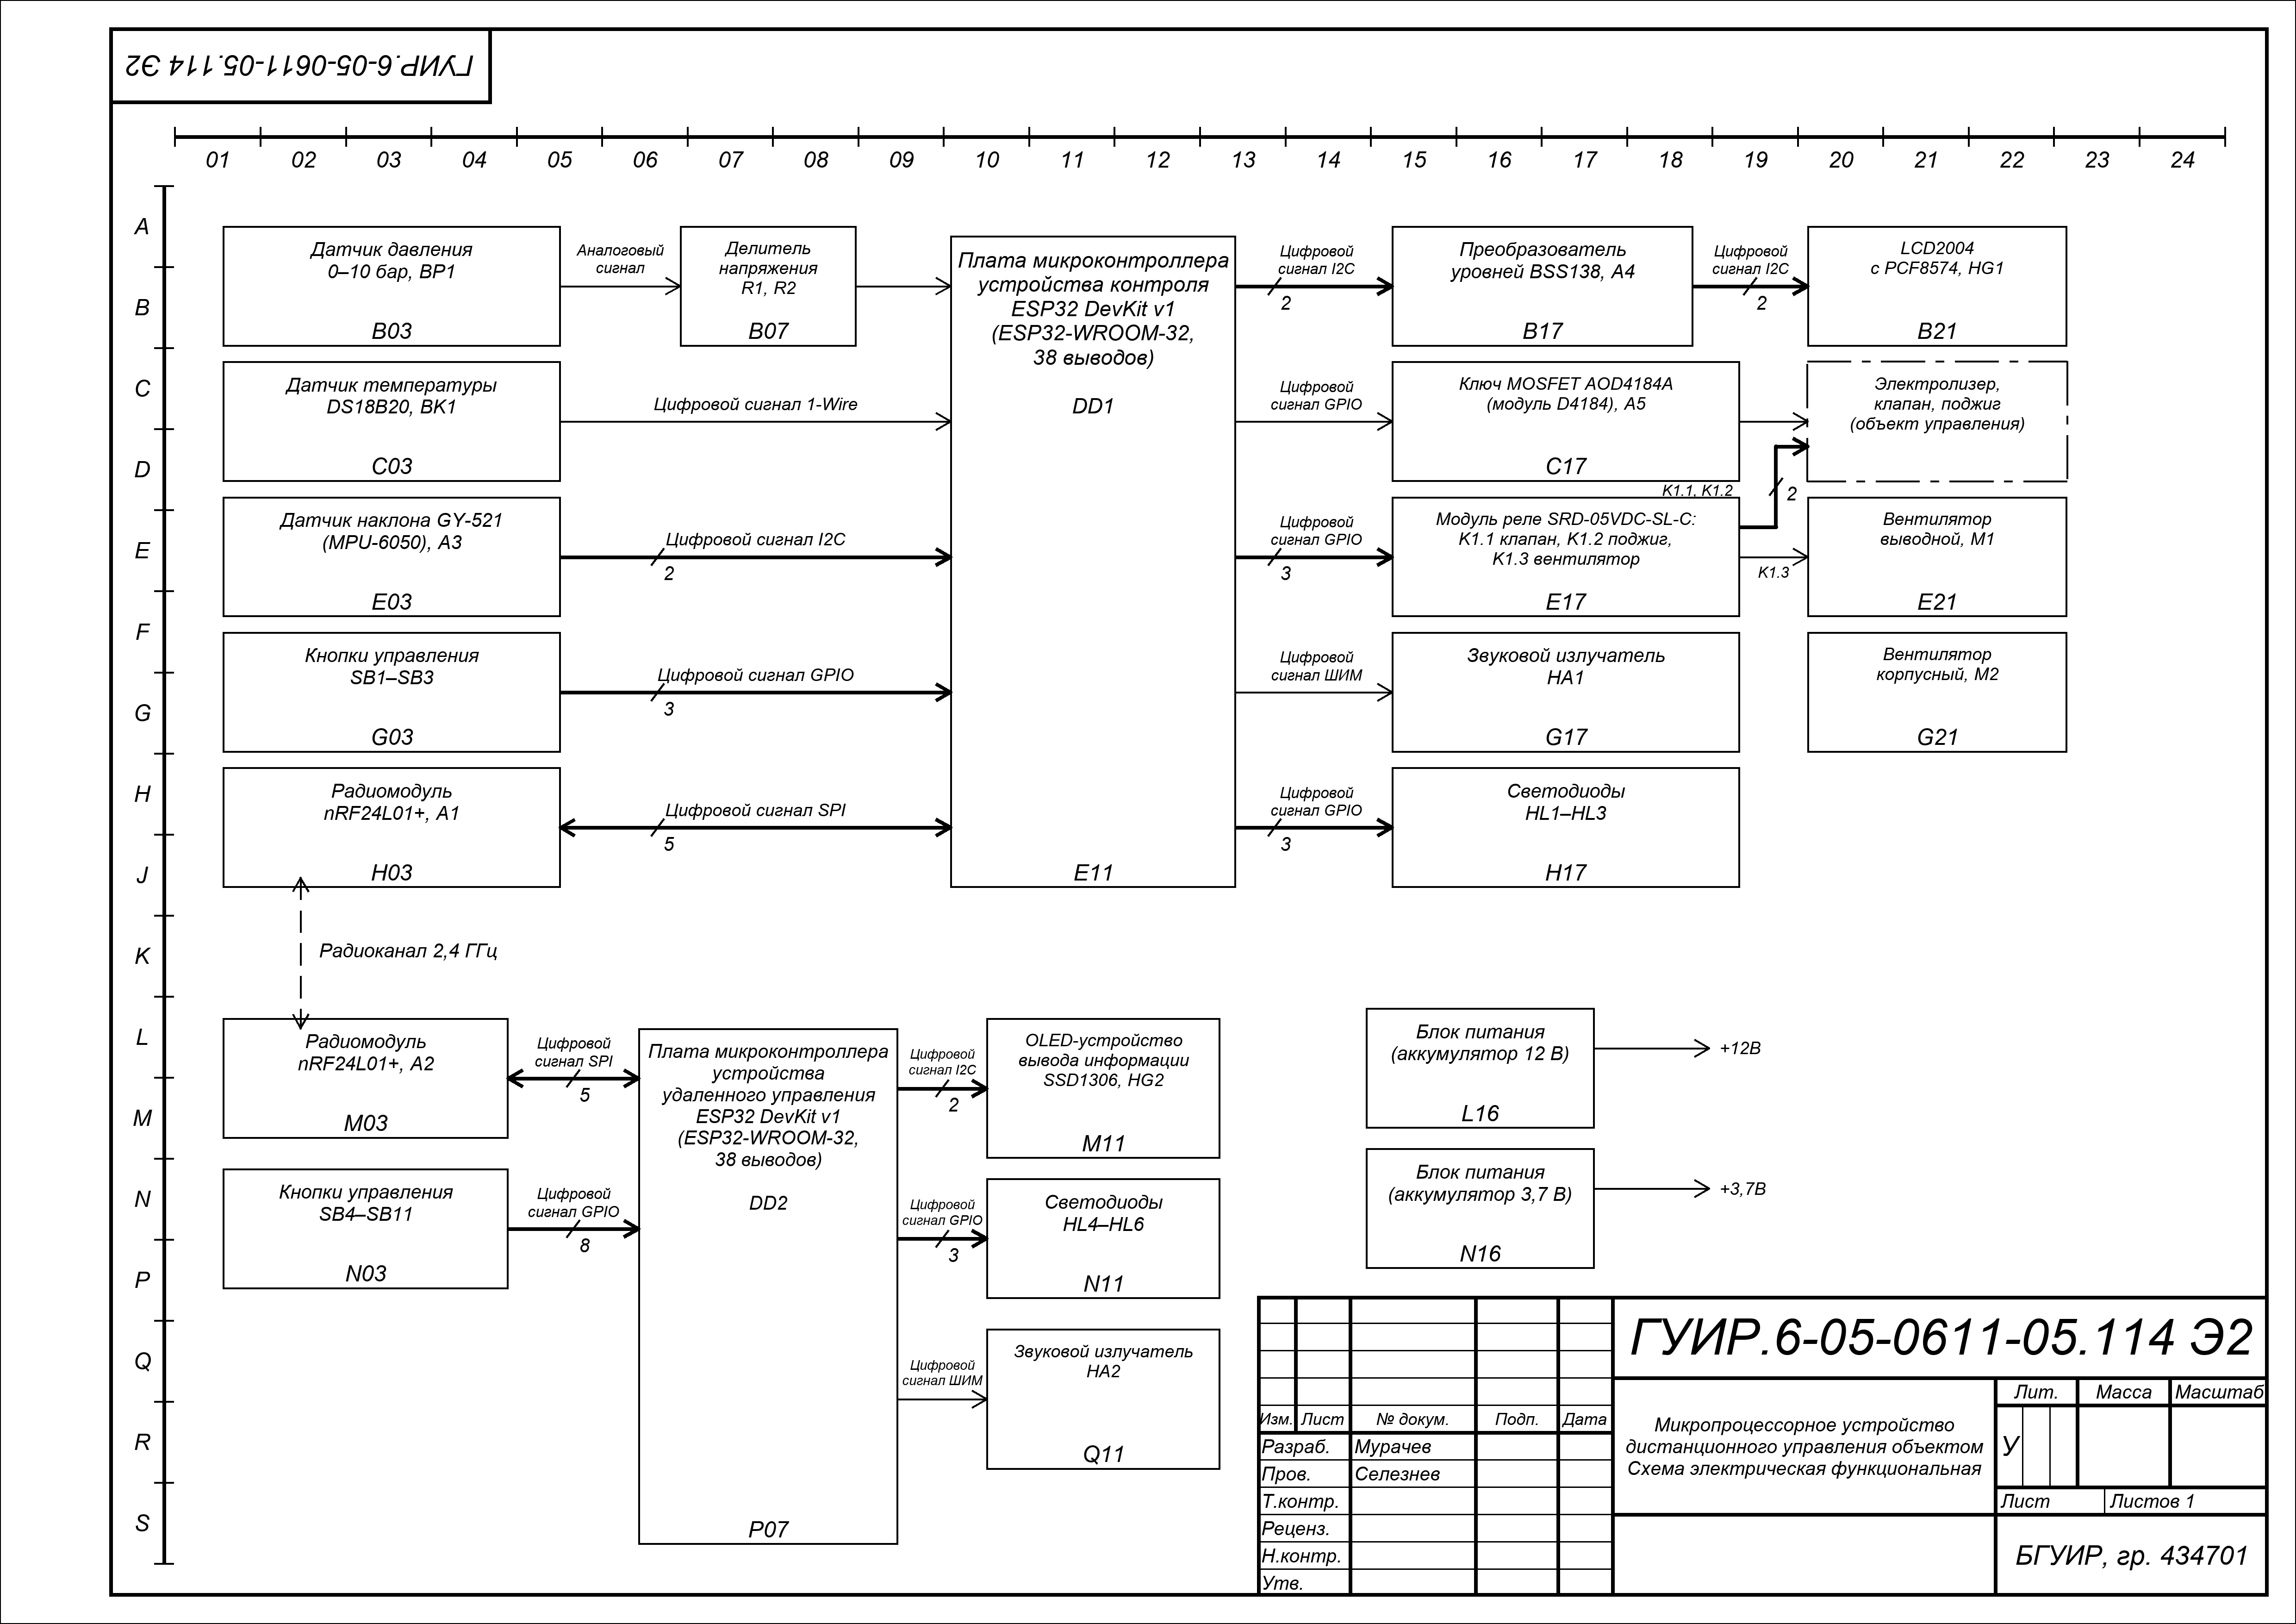 ГУИР.6-05-0611-05.114 Э2
01 02 03 04 05 06 07 08 09 10 11 12 13 14 15 16 17 18 19 20 21 22 23 24
A
B
C
D
E
F
G
H
J
K
L
M
N
P
Q
R
S
Датчик давления
0–10 бар, BP1
B03
Аналоговый
сигнал
Делитель
напряжения
R1, R2
B07
Плата микроконтроллера
устройства контроля
ESP32 DevKit v1
(ESP32-WROOM-32,
38 выводов)
DD1
E11
Цифровой
сигнал I2C
2
Преобразователь
уровней BSS138, A4
B17
Цифровой
сигнал I2C
2
LCD2004
с PCF8574, HG1
B21
Датчик температуры
DS18B20, BK1
C03
Цифровой сигнал 1-Wire
Цифровой
сигнал GPIO
Ключ MOSFET AOD4184A
(модуль D4184), A5
C17
Электролизер,
клапан, поджиг
(объект управления)
K1.1, K1.2
2
Датчик наклона GY-521
(MPU-6050), A3
E03
Цифровой сигнал I2C
2
Цифровой
сигнал GPIO
3
Модуль реле SRD-05VDC-SL-C:
K1.1 клапан, K1.2 поджиг,
K1.3 вентилятор
E17
K1.3
Вентилятор
выводной, M1
E21
Кнопки управления
SB1–SB3
G03
Цифровой сигнал GPIO
3
Цифровой
сигнал ШИМ
Звуковой излучатель
HA1
G17
Вентилятор
корпусный, M2
G21
Радиомодуль
nRF24L01+, A1
H03
Цифровой сигнал SPI
5
Цифровой
сигнал GPIO
3
Светодиоды
HL1–HL3
H17
Радиоканал 2,4 ГГц
Радиомодуль
nRF24L01+, A2
M03
Цифровой
сигнал SPI
5
Плата микроконтроллера
устройства
удаленного управления
ESP32 DevKit v1
(ESP32-WROOM-32,
38 выводов)
DD2
P07
Цифровой
сигнал I2C
2
OLED-устройство
вывода информации
SSD1306, HG2
M11
Блок питания
(аккумулятор 12 В)
L16
+12В
Кнопки управления
SB4–SB11
N03
Цифровой
сигнал GPIO
8
Цифровой
сигнал GPIO
3
Светодиоды
HL4–HL6
N11
Блок питания
(аккумулятор 3,7 В)
N16
+3,7В
Цифровой
сигнал ШИМ
Звуковой излучатель
HA2
Q11
ГУИР.6-05-0611-05.114 Э2
Микропроцессорное устройство
дистанционного управления объектом
Схема электрическая функциональная
Лит. Масса Масштаб
У
Лист Листов 1
БГУИР, гр. 434701
Изм. Лист № докум. Подп. Дата
Разраб. Мурачев
Пров. Селезнев
Т.контр.
Реценз.
Н.контр.
Утв.